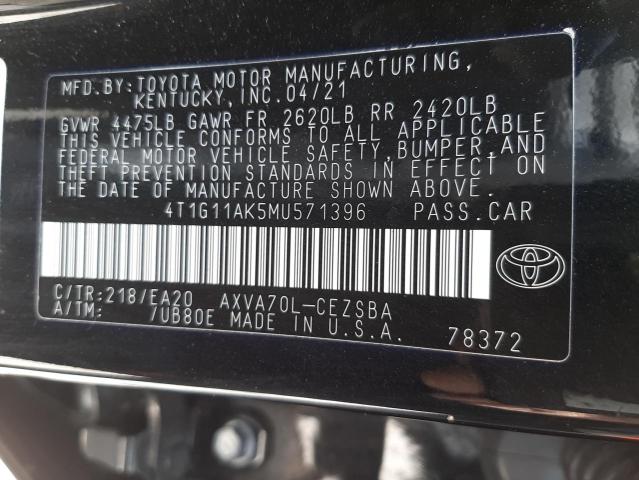 MFD.BY:TOYOTA MOTOR MANUFACTURING,
KENTUCKY,INC.04/21
GVWR 4475LB GAWR FR 2620LB RR 2420LB
THIS VEHICLE CONFORMS TO ALL APPLICABLE
FEDERAL MOTOR VEHICLE SAFETY,BUMPER,AND
THEFT PREVENTION STANDARDS IN EFFECT ON
THE DATE OF MANUFACTURE SHOWN ABOVE.
4T1G11AK5MU571396 PASS.CAR
C/TR:218/EA20 AXVA70L-CEZSBA
A/TM: 7UB80E MADE IN U.S.A. 78372